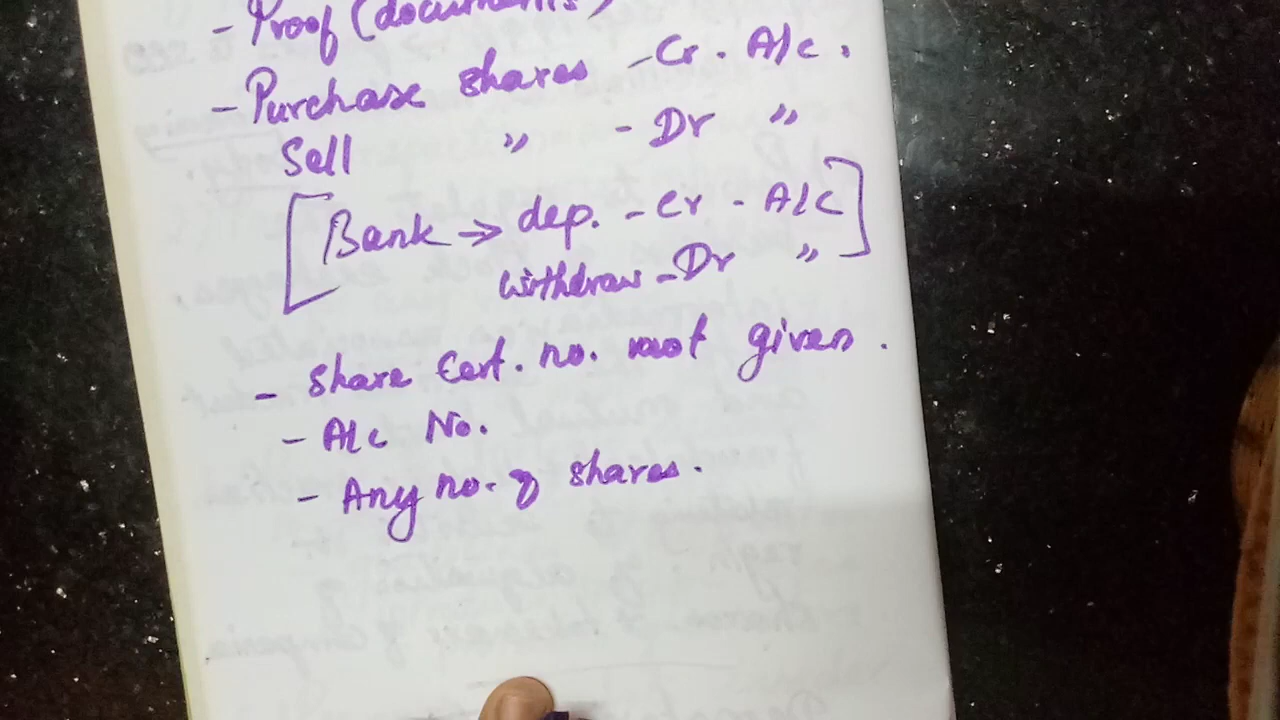 - Proof (documents)
- Purchase shares - Cr. A/c.
Sell " - Dr "
[Bank → dep. - Cr - A/c]
withdraw - Dr "
- Share Cert. no. not given.
- A/c No.
- Any no. of shares.